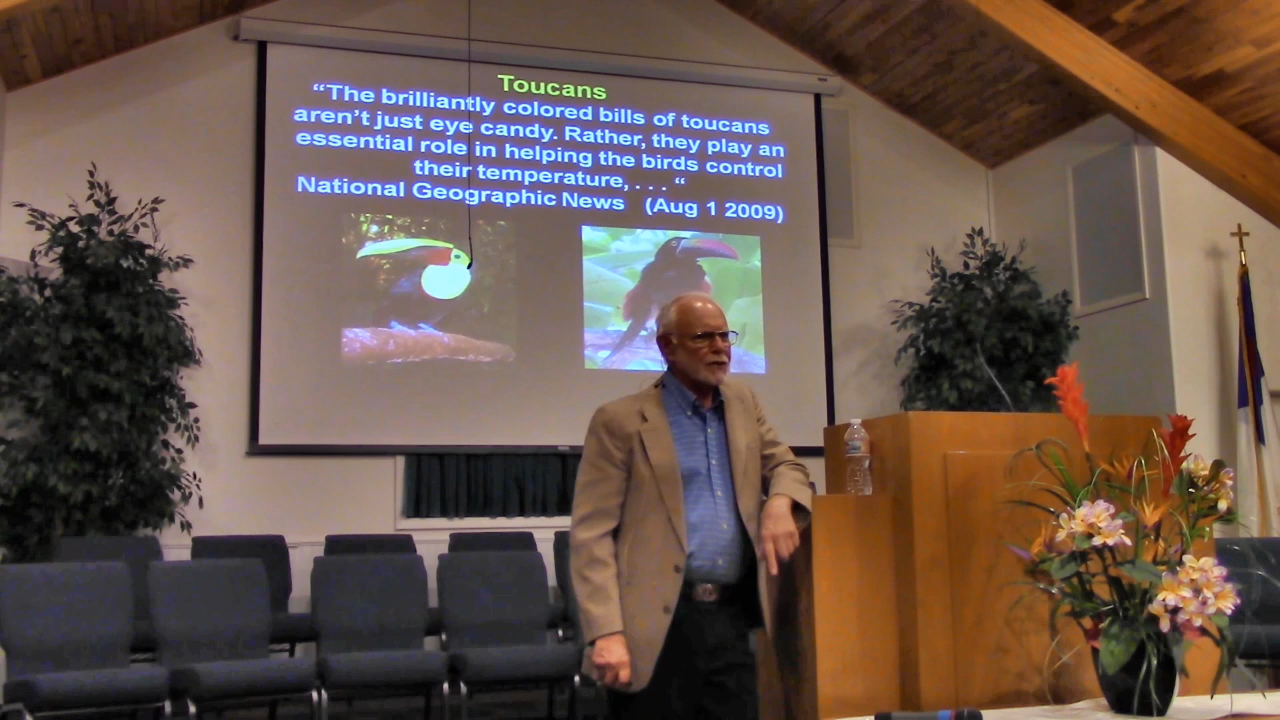 Toucans
“The brilliantly colored bills of toucans
aren’t just eye candy. Rather, they play an
essential role in helping the birds control
their temperature, . . . “
National Geographic News (Aug 1 2009)